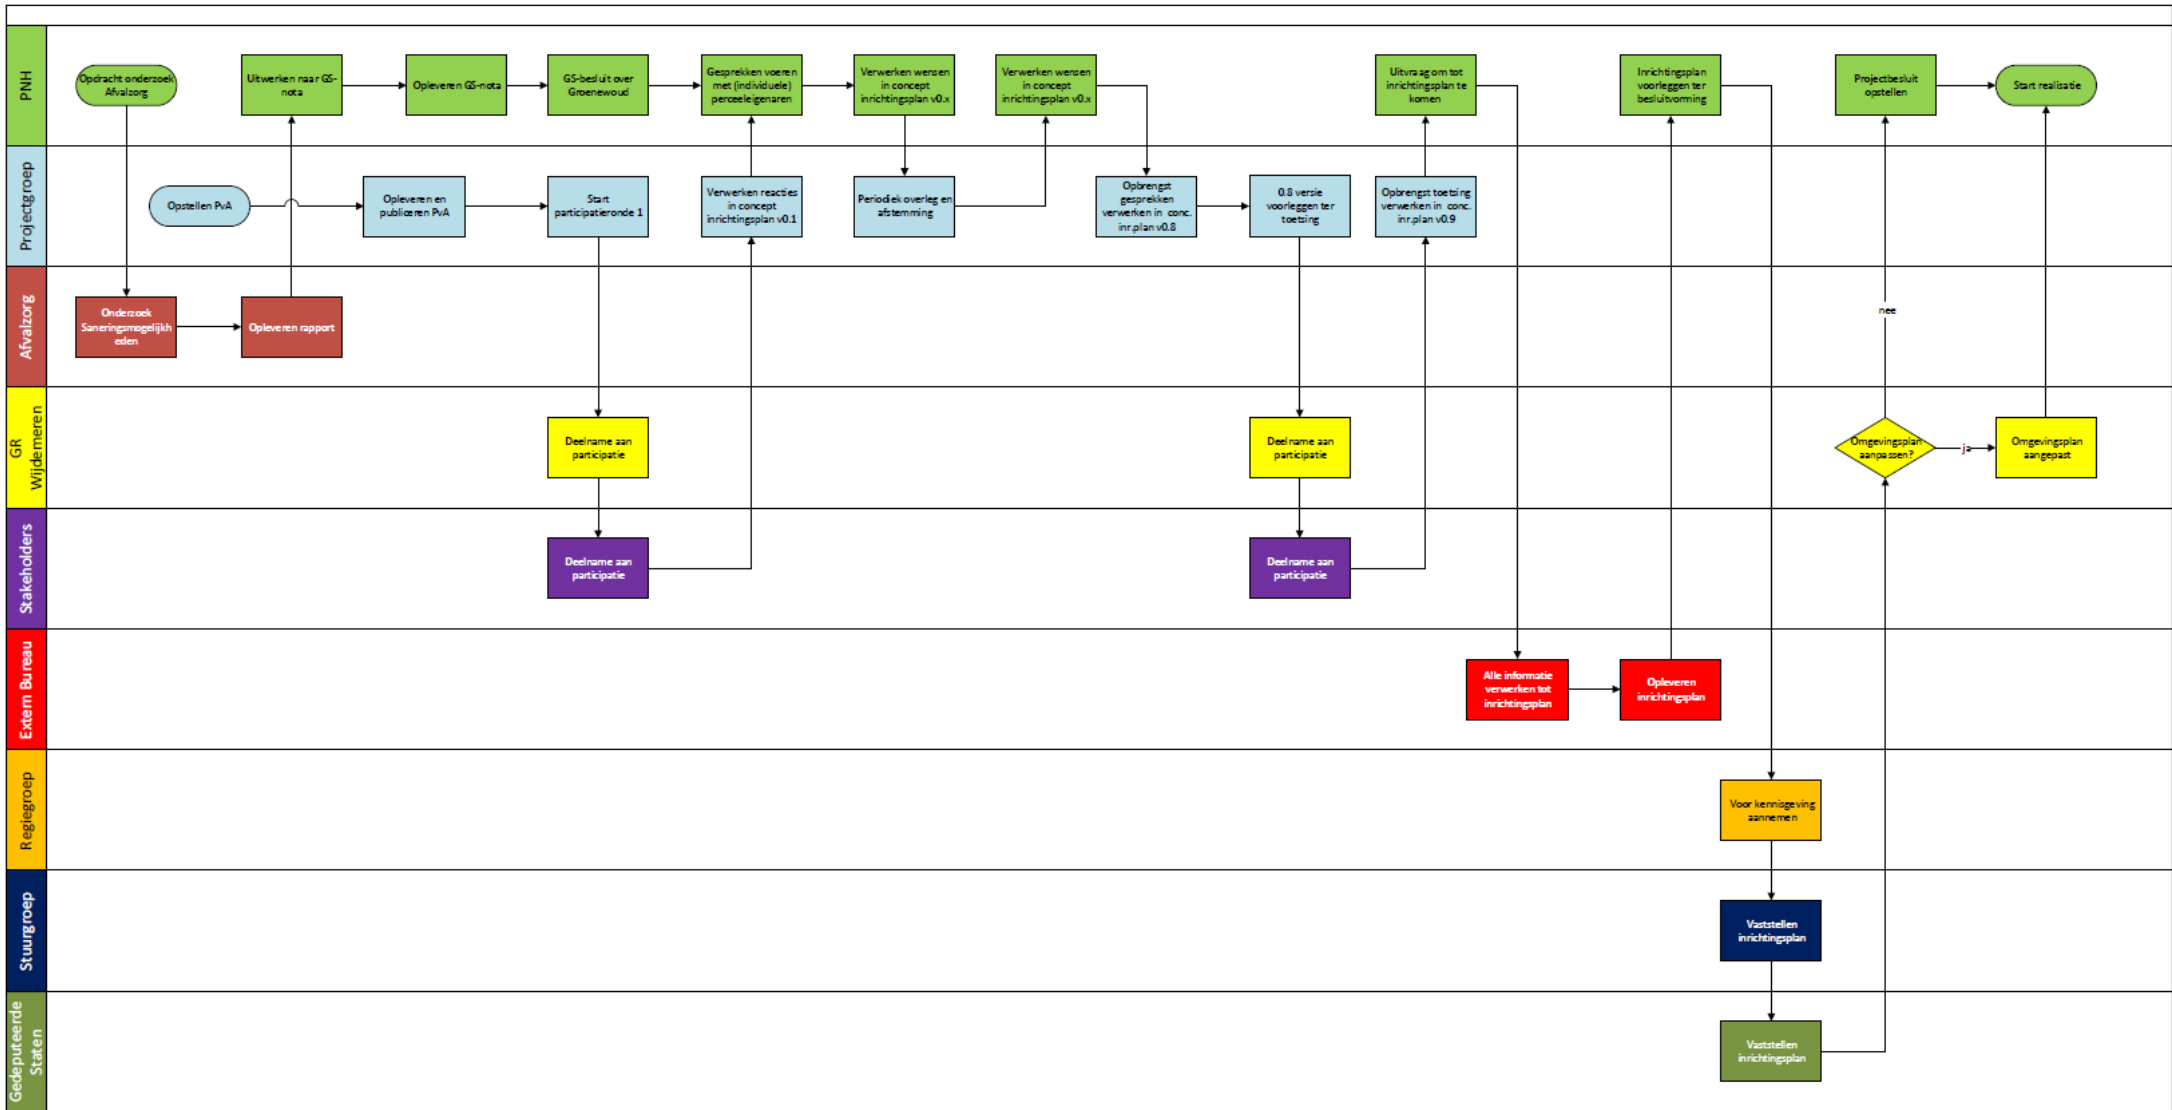 PNH
Opdracht onderzoek
Afvalzorg
Uitwerken naar GS-
nota
Opleveren GS-nota
GS-besluit over
Groenewoud
Gesprekken voeren
met (individuele)
perceeleigenaren
Verwerken wensen
in concept
inrichtingsplan v0.x
Verwerken wensen
in concept
inrichtingsplan v0.x
Uitvraag om tot
inrichtingsplan te
komen
Inrichtingsplan
voorleggen ter
besluitvorming
Projectbesluit
opstellen
Start realisatie
Projectgroep
Opstellen PvA
Opleveren en
publiceren PvA
Start
participatieronde 1
Verwerken reacties
in concept
inrichtingsplan v0.1
Periodiek overleg en
afstemming
Opbrengst
gesprekken
verwerken in conc.
inr.plan v0.8
0.8 versie
voorleggen ter
toetsing
Opbrengst toetsing
verwerken in conc.
inr.plan v0.9
Afvalzorg
Onderzoek
Saneringsmogelijkh
eden
Opleveren rapport
nee
GR
Wijdemeren
Deelname aan
participatie
Deelname aan
participatie
Omgevingsplan
aanpassen?
ja
Omgevingsplan
aangepast
Stakeholders
Deelname aan
participatie
Deelname aan
participatie
Extern Bureau
Alle informatie
verwerken tot
inrichtingsplan
Opleveren
inrichtingsplan
Regiegroep
Voor kennisgeving
aannemen
Stuurgroep
Vaststellen
inrichtingsplan
Gedeputeerde
Staten
Vaststellen
inrichtingsplan